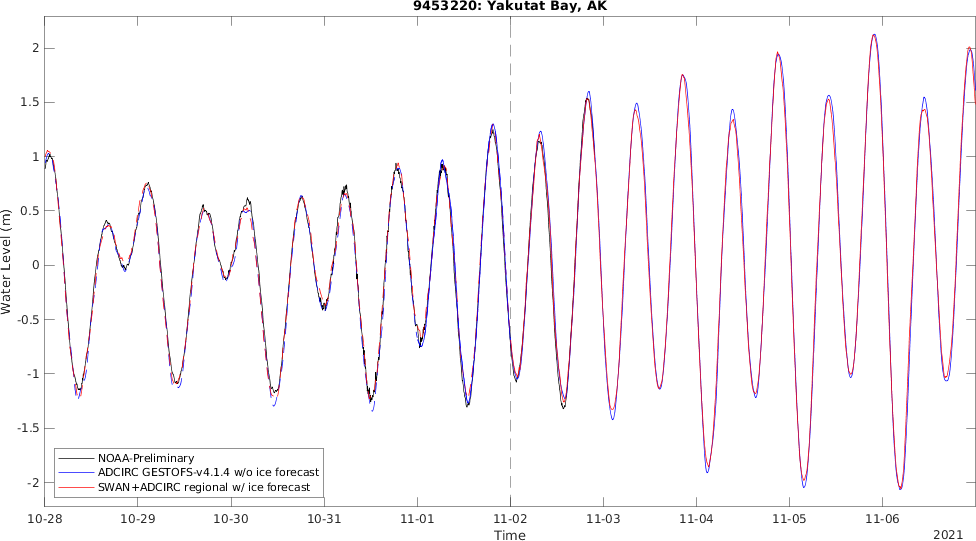 9453220: Yakutat Bay, AK
Water Level (m)
2
1.5
1
0.5
0
-0.5
-1
-1.5
-2
NOAA-Preliminary
ADCIRC GESTOFS-v4.1.4 w/o ice forecast
SWAN+ADCIRC regional w/ ice forecast
10-28 10-29 10-30 10-31 11-01 11-02 11-03 11-04 11-05 11-06
Time
2021